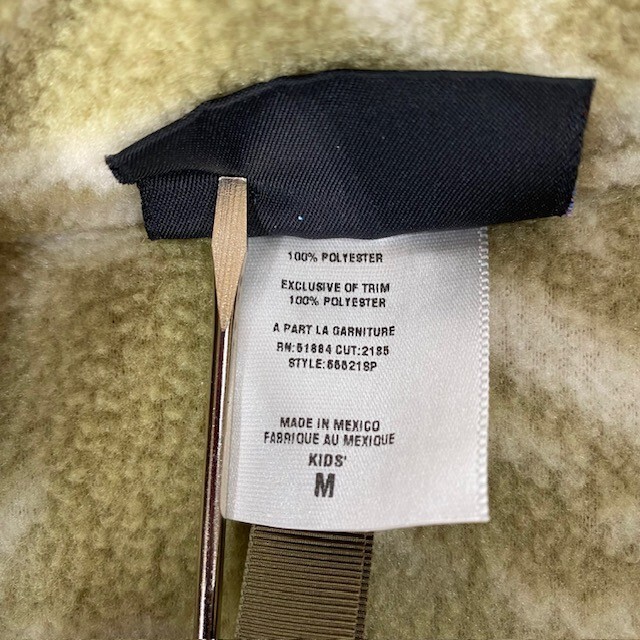 100% POLYESTER
EXCLUSIVE OF TRIM
100% POLYESTER
A PART LA GARNITURE
RN:51884 CUT:2185
STYLE:55521SP
MADE IN MEXICO
FABRIQUE AU MEXIQUE
KIDS'
M